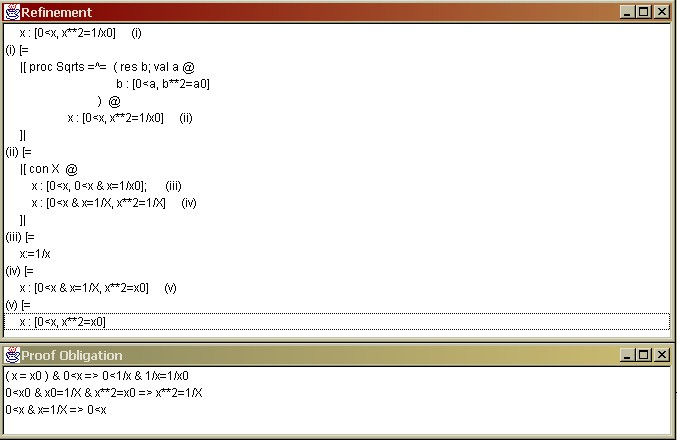 Refinement
x : [0<x, x**2=1/x0] (i)
(i) [=
|[ proc Sqrts =^= ( res b; val a @
b : [0<a, b**2=a0]
) @
x : [0<x, x**2=1/x0] (ii)
]|
(ii) [=
|[ con X @
x : [0<x, 0<x & x=1/x0]; (iii)
x : [0<x & x=1/X, x**2=1/X] (iv)
]|
(iii) [=
x:=1/x
(iv) [=
x : [0<x & x=1/X, x**2=x0] (v)
(v) [=
x : [0<x, x**2=x0]
Proof Obligation
( x = x0 ) & 0<x => 0<1/x & 1/x=1/x0
0<x0 & x0=1/X & x**2=x0 => x**2=1/X
0<x & x=1/X => 0<x